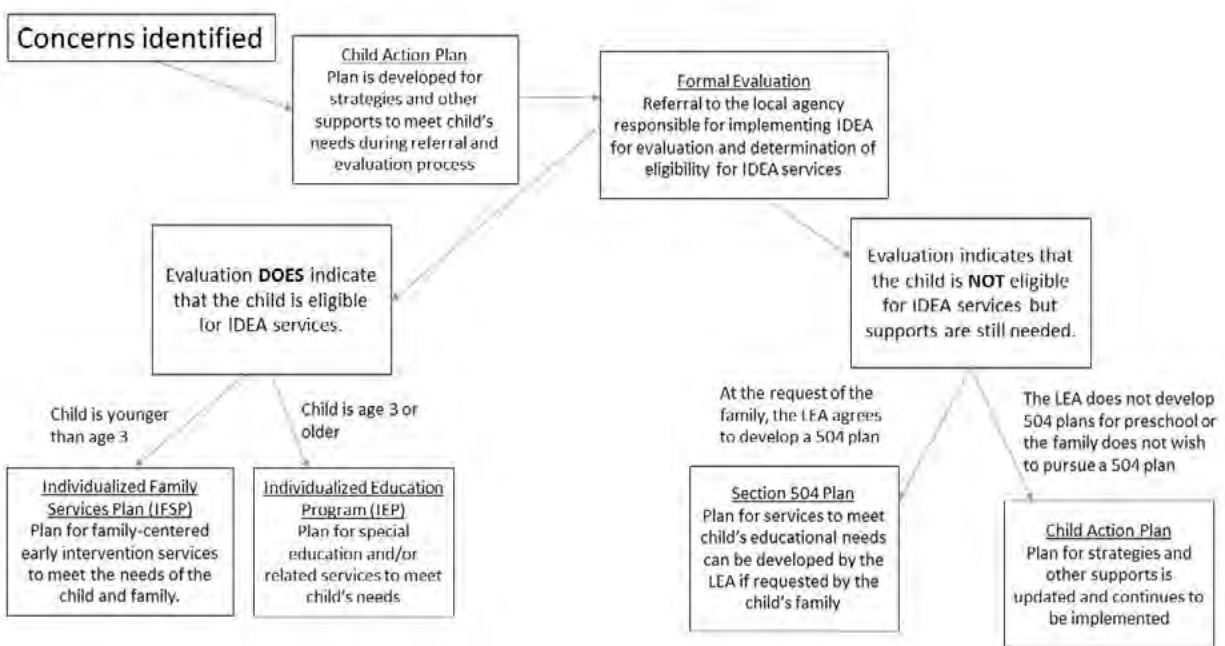 Concerns identified
Child Action Plan
Plan is developed for
strategies and other
supports to meet child's
needs during referral and
evaluation process
Formal Evaluation
Referral to the local agency
responsible for implementing IDEA
for evaluation and determination of
eligibility for IDEA services
Evaluation DOES indicate
that the child is eligible
for IDEA services.
Evaluation indicates that
the child is NOT eligible
for IDEA services but
supports are still needed.
Child is younger
than age 3
Child is age 3 or
older
At the request of the
family, the LEA agrees
to develop a 504 plan
The LEA does not develop
504 plans for preschool or
the family does not wish
to pursue a 504 plan
Individualized Family
Services Plan (IFSP)
Plan for family-centered
early intervention services
to meet the needs of the
child and family.
Individualized Education
Program (IEP)
Plan for special
education and/or
related services to meet
child's needs
Section 504 Plan
Plan for services to meet
child's educational needs
can be developed by the
LEA if requested by the
child's family
Child Action Plan
Plan for strategies and
other supports is
updated and continues to
be implemented